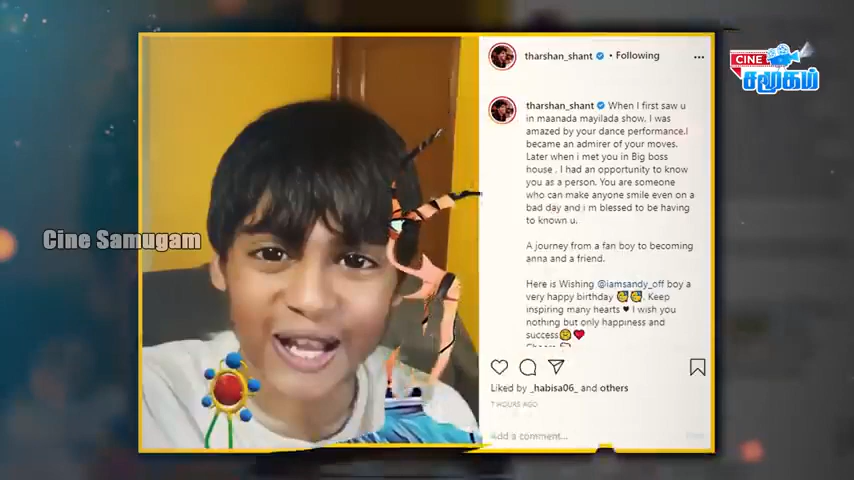 CINE
சமூகம்
tharshan_shant • Following
tharshan_shant When I first saw u
in maanada mayilada show. I was
amazed by your dance performance.I
became an admirer of your moves.
Later when i met you in Big boss
house , I had an opportunity to know
you as a person. You are someone
who can make anyone smile even on a
bad day and i m blessed to be having
to known u.
A journey from a fan boy to becoming
anna and a friend.
Here is Wishing @iamsandy_off boy a
very happy birthday 🥳🥳. Keep
inspiring many hearts ♥ I wish you
nothing but only happiness and
success😊❤
Cine Samugam
Liked by _habisa06_ and others
7 HOURS AGO
Add a comment...